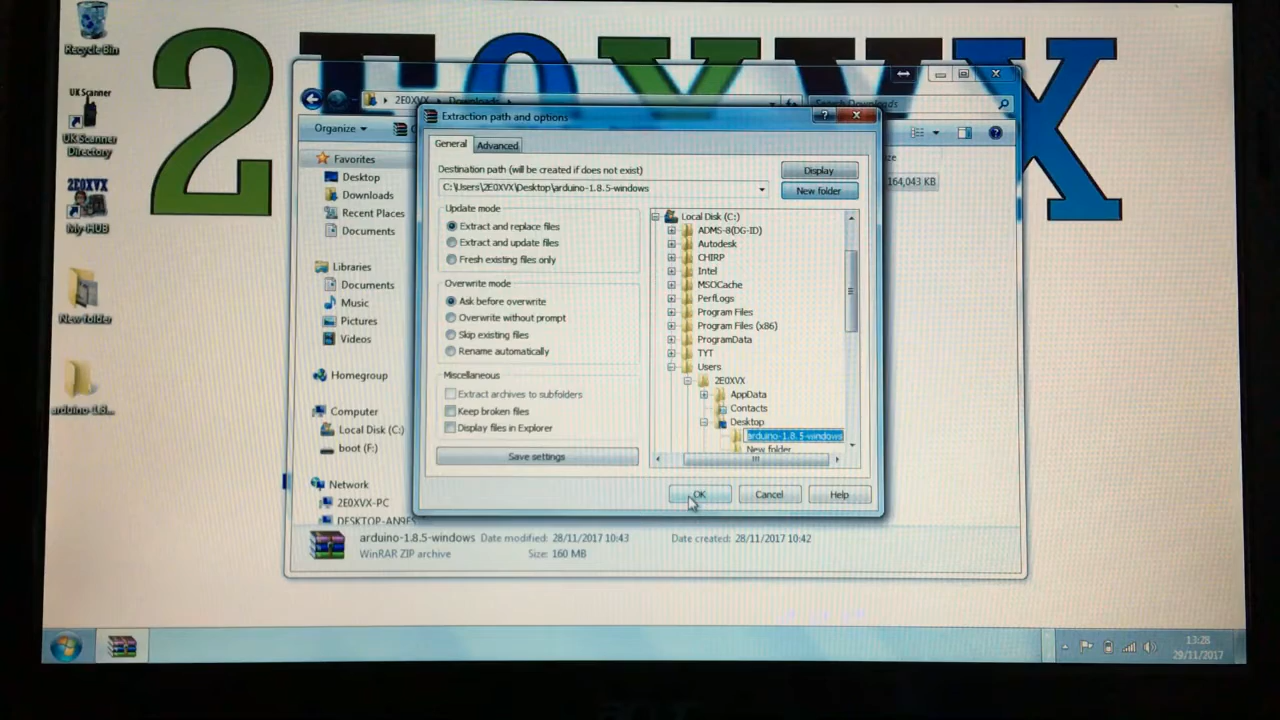 2E0XVX
Recycle Bin
UK Scanner
UK Scanner
Directory
2E0XVX
My-HUB
New folder
arduino-1.8....
2E0XVX
Downloads
Search Downloads
Organize
Favorites
Desktop
Downloads
Recent Places
Documents
Libraries
Documents
Music
Pictures
Videos
Homegroup
Computer
Local Disk (C:)
boot (F:)
Network
2E0XVX-PC
164,043 KB
Extraction path and options
General
Advanced
Destination path (will be created if does not exist)
C:\Users\2E0XVX\Desktop\arduino-1.8.5-windows
Display
New folder
Update mode
Extract and replace files
Extract and update files
Fresh existing files only
Overwrite mode
Ask before overwrite
Overwrite without prompt
Skip existing files
Rename automatically
Miscellaneous
Extract archives to subfolders
Keep broken files
Display files in Explorer
Save settings
Local Disk (C:)
ADMS-8(DG-ID)
Autodesk
CHIRP
Intel
MSOCache
PerfLogs
Program Files
Program Files (x86)
ProgramData
TYT
Users
2E0XVX
AppData
Contacts
Desktop
arduino-1.8.5-windows
New folder
OK
Cancel
Help
arduino-1.8.5-windows
Date modified: 28/11/2017 10:43
Date created: 28/11/2017 10:42
WinRAR ZIP archive
Size: 160 MB
13:28
29/11/2017